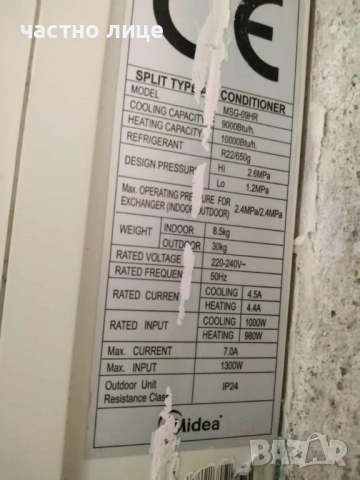 частно лице
CE
SPLIT TYPE CONDITIONER
MODEL MSG-09HR
COOLING CAPACITY 9000Btu/h
HEATING CAPACITY 10000Btu/h
REFRIGERANT R22/650g
DESIGN PRESSURE Hi 2.6MPa
Lo 1.2MPa
Max. OPERATING PRESSURE FOR
EXCHANGER (INDOOR/OUTDOOR) 2.4MPa/2.4MPa
WEIGHT INDOOR 8.5kg
OUTDOOR 30kg
RATED VOLTAGE 220-240V~
RATED FREQUEN 50Hz
RATED CURRENT COOLING 4.5A
HEATING 4.4A
RATED INPUT COOLING 1000W
HEATING 980W
Max. CURRENT 7.0A
Max. INPUT 1300W
Outdoor Unit
Resistance Class IP24
Midea
BAZAR